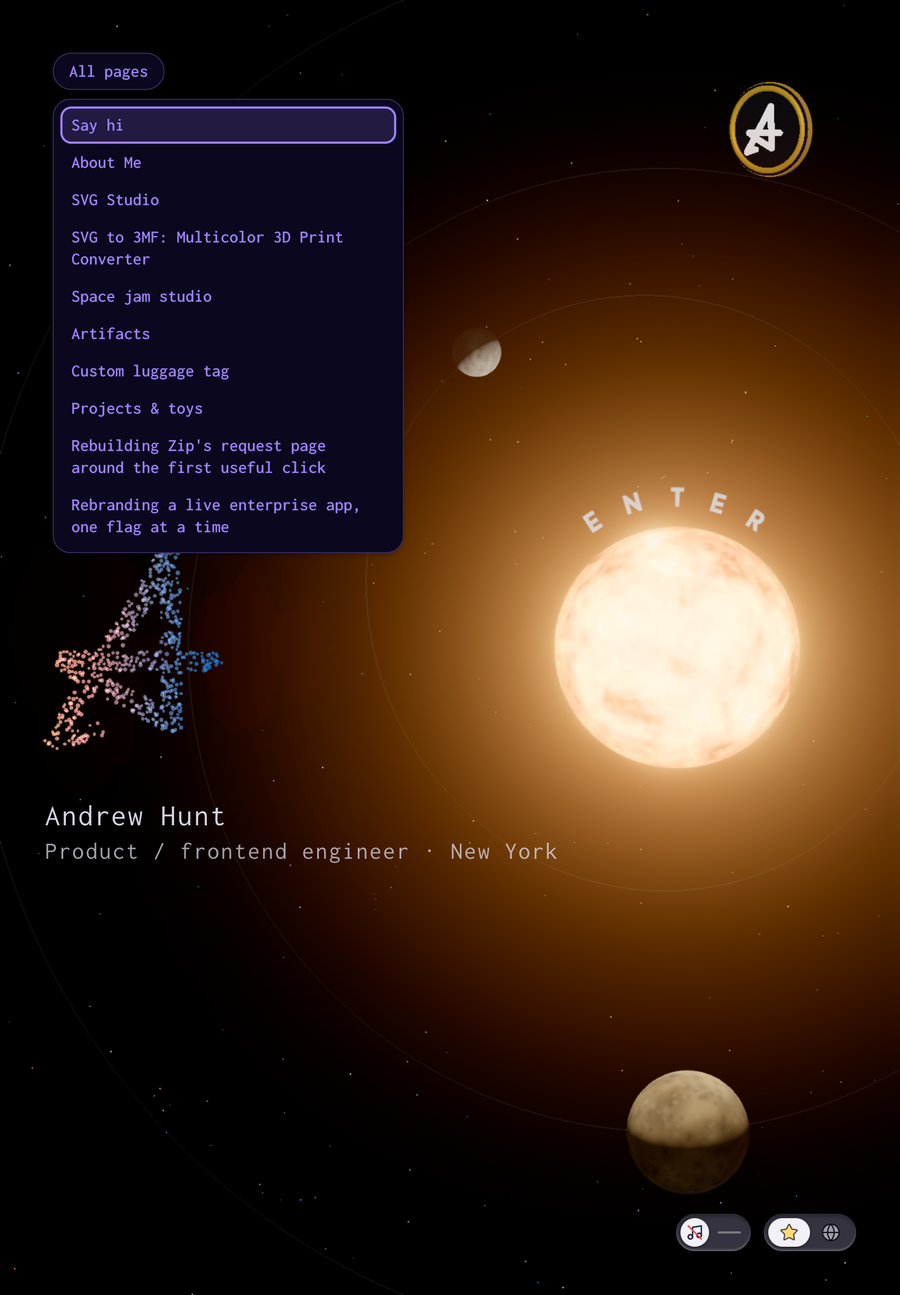 All pages
Say hi
About Me
SVG Studio
SVG to 3MF: Multicolor 3D Print
Converter
Space jam studio
Artifacts
Custom luggage tag
Projects & toys
Rebuilding Zip's request page
around the first useful click
Rebranding a live enterprise app,
one flag at a time
A
ENTER
Andrew Hunt
Product / frontend engineer · New York